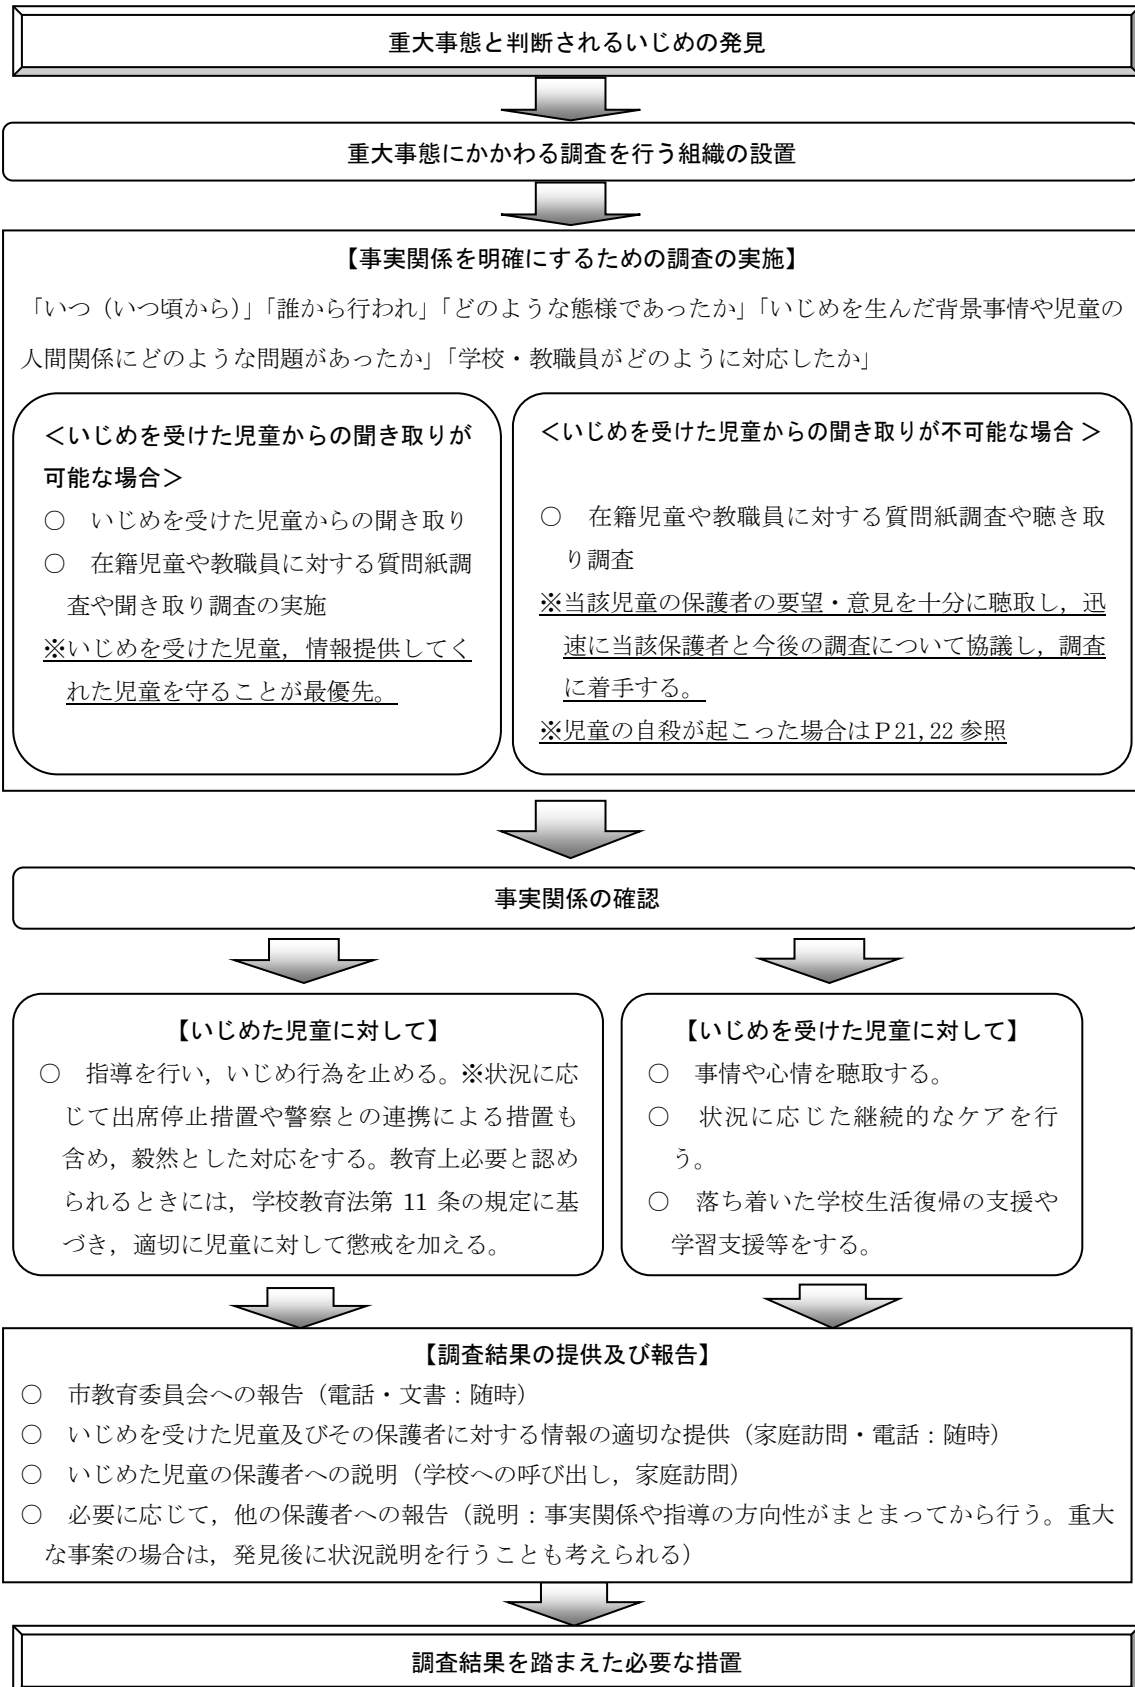 重大事態と判断されるいじめの発見
重大事態にかかわる調査を行う組織の設置
【事実関係を明確にするための調査の実施】
「いつ（いつ頃から）」「誰から行われ」「どのような態様であったか」「いじめを生んだ背景事情や児童の
人間関係にどのような問題があったか」「学校・教職員がどのように対応したか」
＜いじめを受けた児童からの聞き取りが
可能な場合＞
○　いじめを受けた児童からの聞き取り
○　在籍児童や教職員に対する質問紙調
査や聞き取り調査の実施
※いじめを受けた児童，情報提供してく
れた児童を守ることが最優先。
＜いじめを受けた児童からの聞き取りが不可能な場合 ＞
○　在籍児童や教職員に対する質問紙調査や聴き取
り調査
※当該児童の保護者の要望・意見を十分に聴取し，迅
速に当該保護者と今後の調査について協議し，調査
に着手する。
※児童の自殺が起こった場合はＰ21, 22 参照
事実関係の確認
【いじめた児童に対して】
○　指導を行い，いじめ行為を止める。※状況に応
じて出席停止措置や警察との連携による措置も
含め，毅然とした対応をする。教育上必要と認め
られるときには，学校教育法第 11 条の規定に基
づき，適切に児童に対して懲戒を加える。
【いじめを受けた児童に対して】
○　事情や心情を聴取する。
○　状況に応じた継続的なケアを行
う。
○　落ち着いた学校生活復帰の支援や
学習支援等をする。
【調査結果の提供及び報告】
○　市教育委員会への報告（電話・文書：随時）
○　いじめを受けた児童及びその保護者に対する情報の適切な提供（家庭訪問・電話：随時）
○　いじめた児童の保護者への説明（学校への呼び出し，家庭訪問）
○　必要に応じて，他の保護者への報告（説明：事実関係や指導の方向性がまとまってから行う。重大
な事案の場合は，発見後に状況説明を行うことも考えられる）
調査結果を踏まえた必要な措置